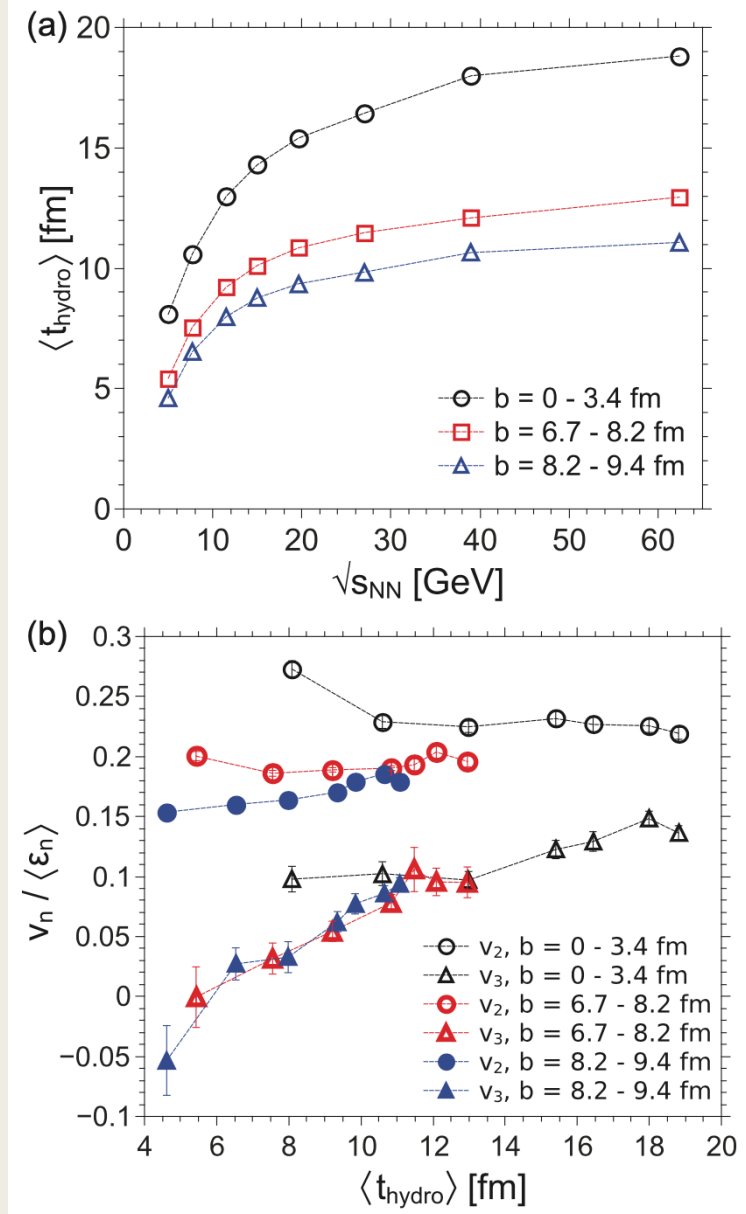 (a)
20
15
10
5
0
⟨t_hydro⟩ [fm]
b = 0 - 3.4 fm
b = 6.7 - 8.2 fm
b = 8.2 - 9.4 fm
0 10 20 30 40 50 60
√s_NN [GeV]
(b)
0.3
0.25
0.2
0.15
0.1
0.05
0
−0.05
−0.1
v_n / ⟨ε_n⟩
v_2, b = 0 - 3.4 fm
v_3, b = 0 - 3.4 fm
v_2, b = 6.7 - 8.2 fm
v_3, b = 6.7 - 8.2 fm
v_2, b = 8.2 - 9.4 fm
v_3, b = 8.2 - 9.4 fm
4 6 8 10 12 14 16 18 20
⟨t_hydro⟩ [fm]